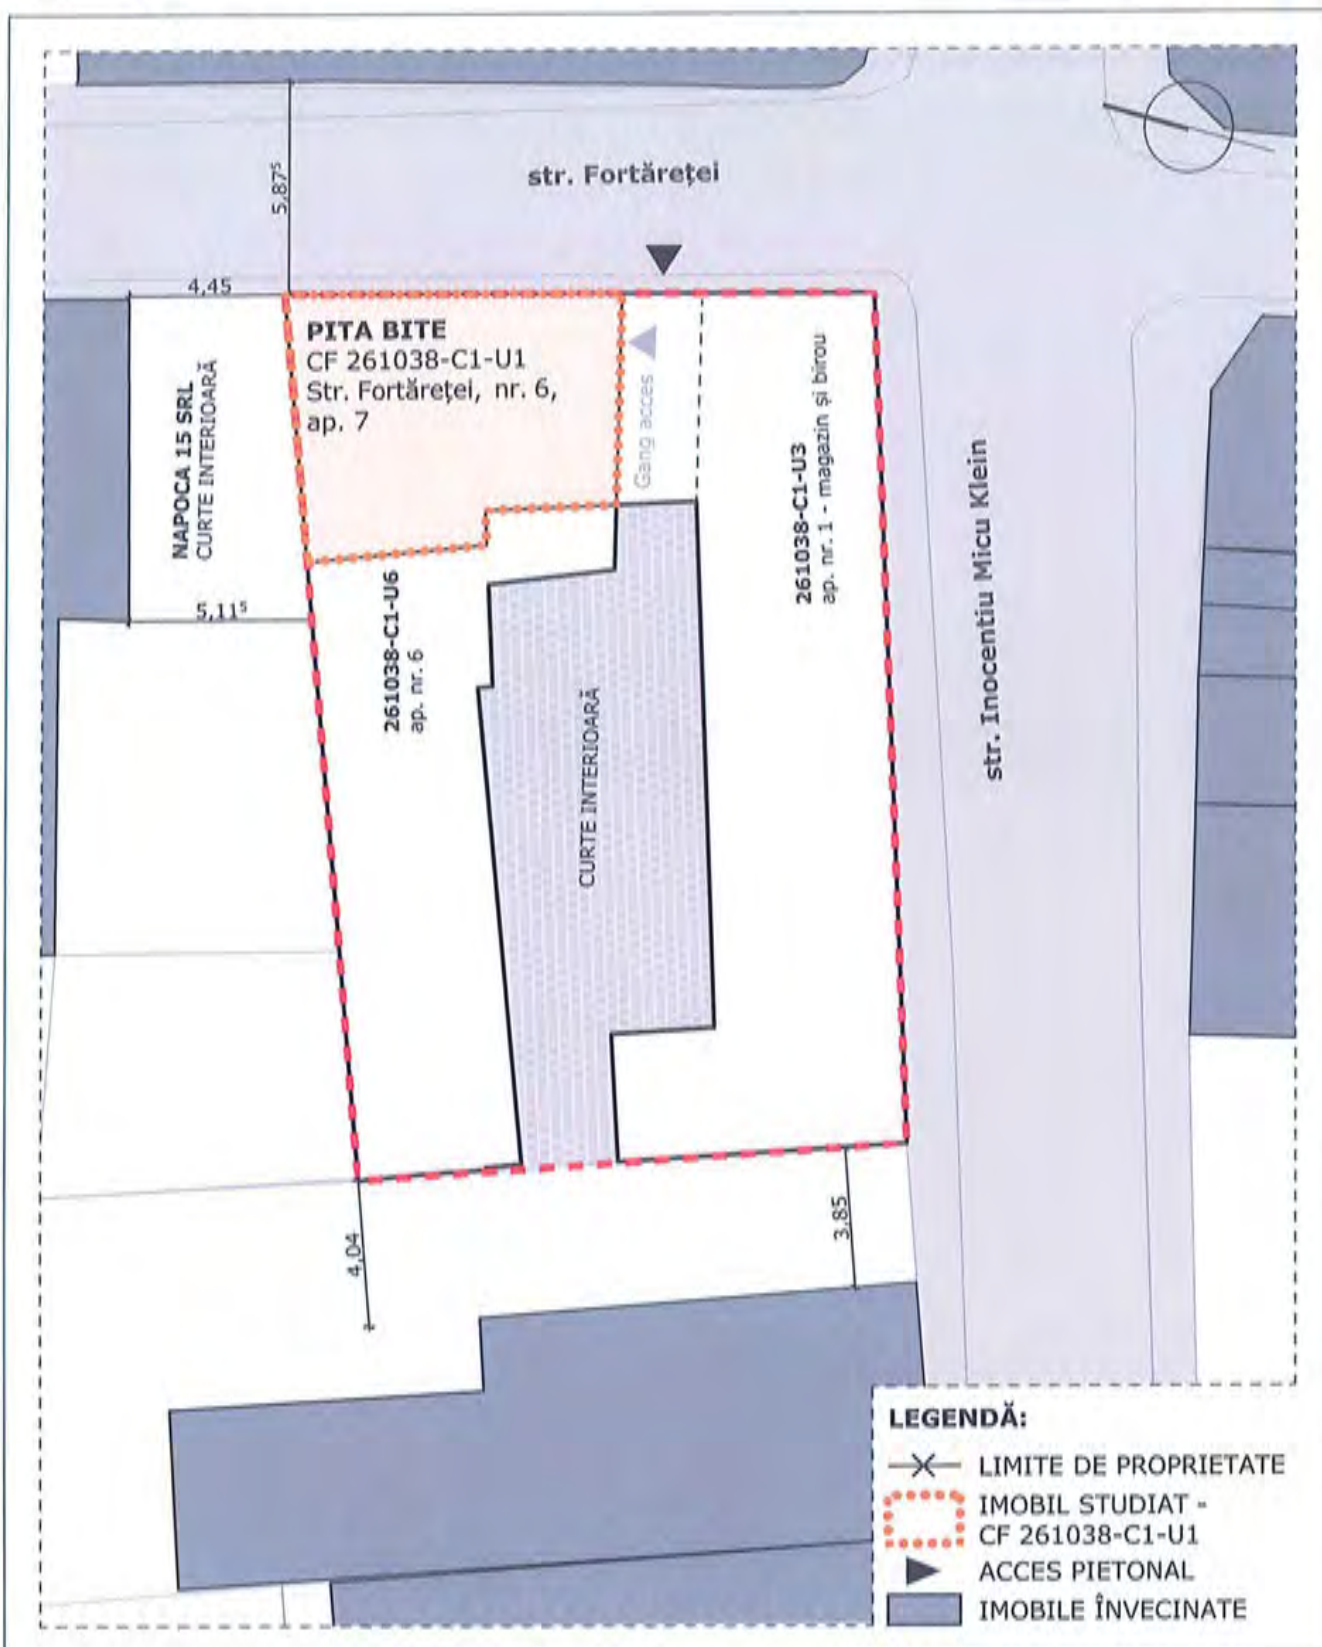 str. Fortăreței
5,87⁵
4,45
PITA BITE
CF 261038-C1-U1
Str. Fortăreței, nr. 6,
ap. 7
Gang acces
NAPOCA 15 SRL
CURTE INTERIOARĂ
5,11⁵
261038-C1-U6
ap. nr. 6
261038-C1-U3
ap. nr. 1 - magazin și birou
CURTE INTERIOARĂ
str. Inocentiu Micu Klein
4,04
3,85
LEGENDĂ:
LIMITE DE PROPRIETATE
IMOBIL STUDIAT -
CF 261038-C1-U1
ACCES PIETONAL
IMOBILE ÎNVECINATE